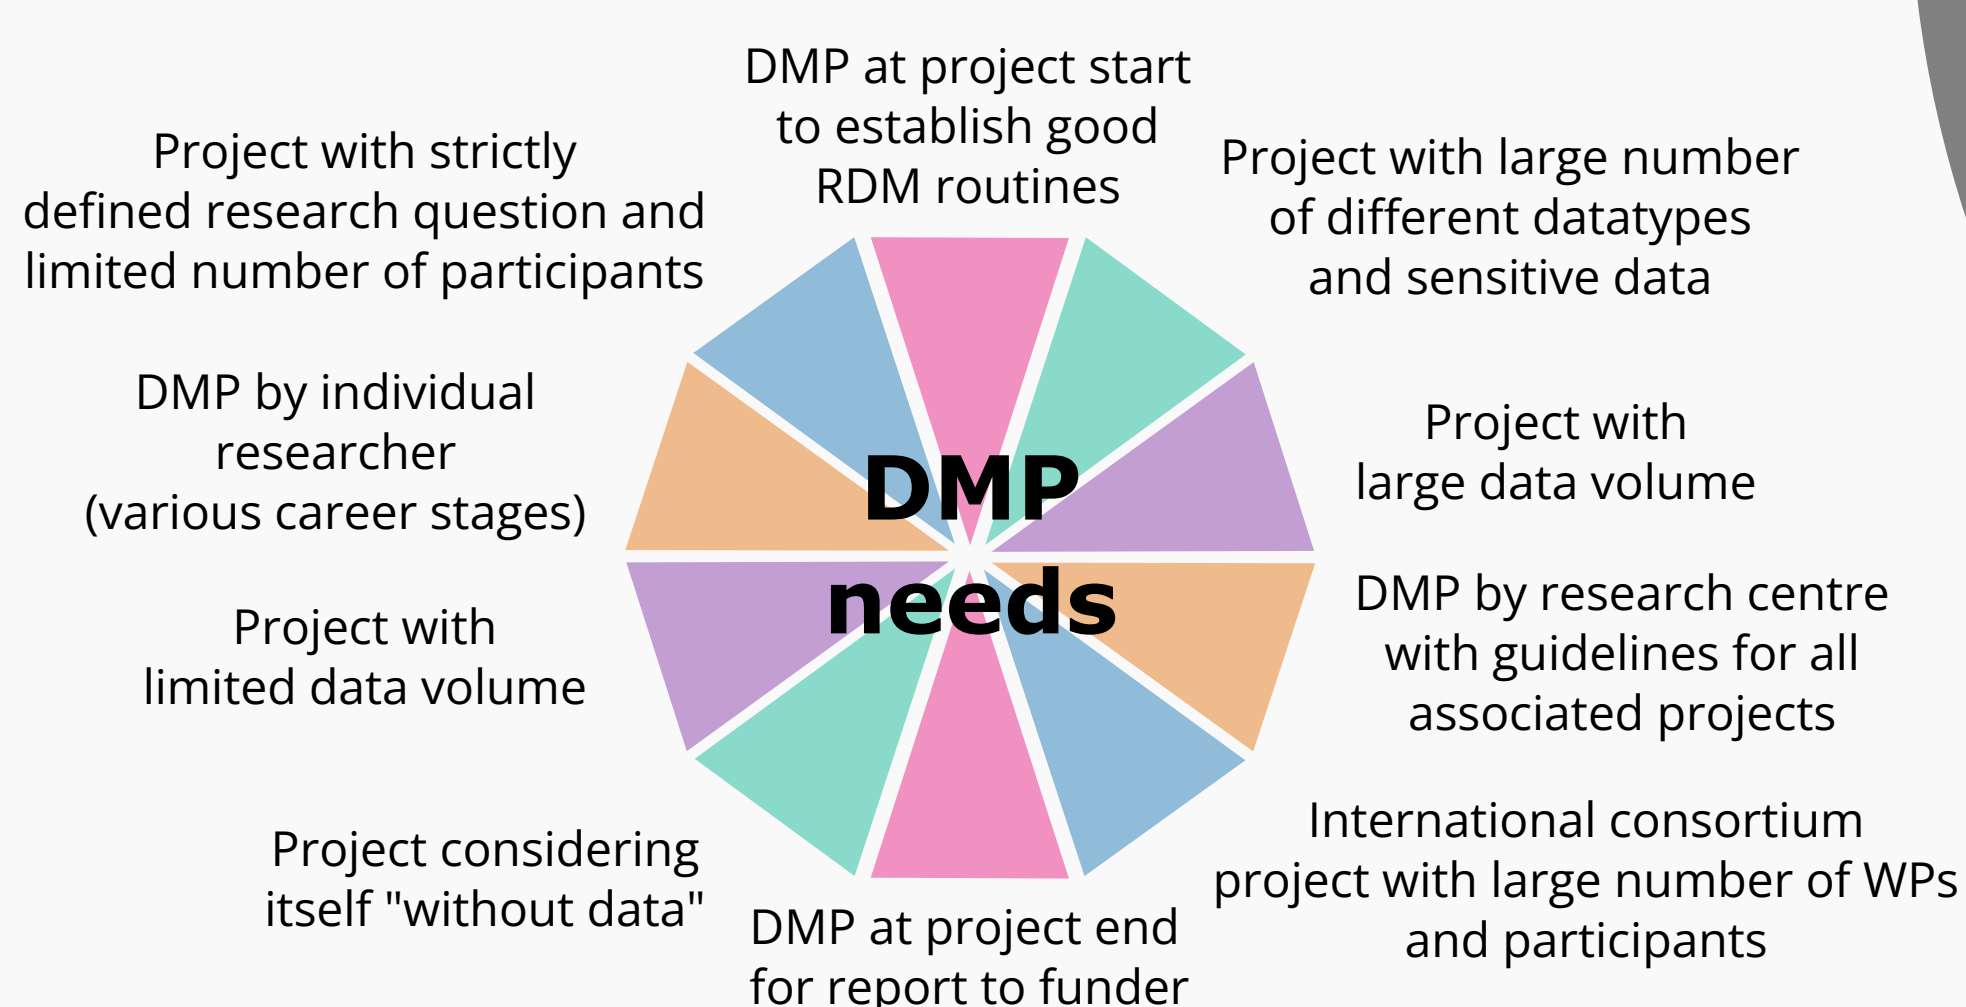 DMP at project start
to establish good
RDM routines
Project with large number
of different datatypes
and sensitive data
Project with
large data volume
DMP by research centre
with guidelines for all
associated projects
International consortium
project with large number of WPs
and participants
DMP at project end
for report to funder
Project considering
itself "without data"
Project with
limited data volume
DMP by individual
researcher
(various career stages)
Project with strictly
defined research question and
limited number of participants
DMP
needs